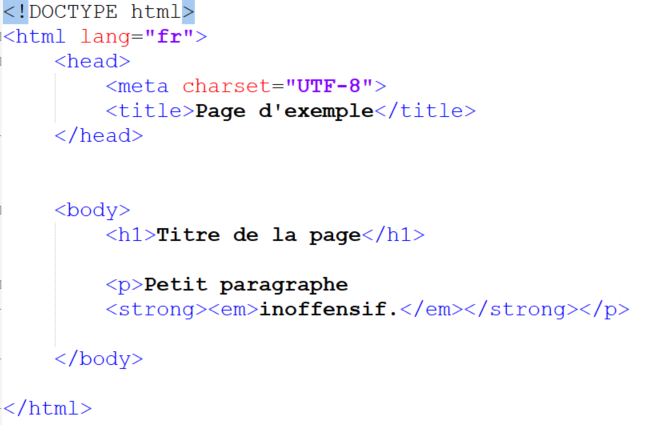 <!DOCTYPE html>
<html lang="fr">
<head>
<meta charset="UTF-8">
<title>Page d'exemple</title>
</head>
<body>
<h1>Titre de la page</h1>
<p>Petit paragraphe
<strong><em>inoffensif.</em></strong></p>
</body>
</html>